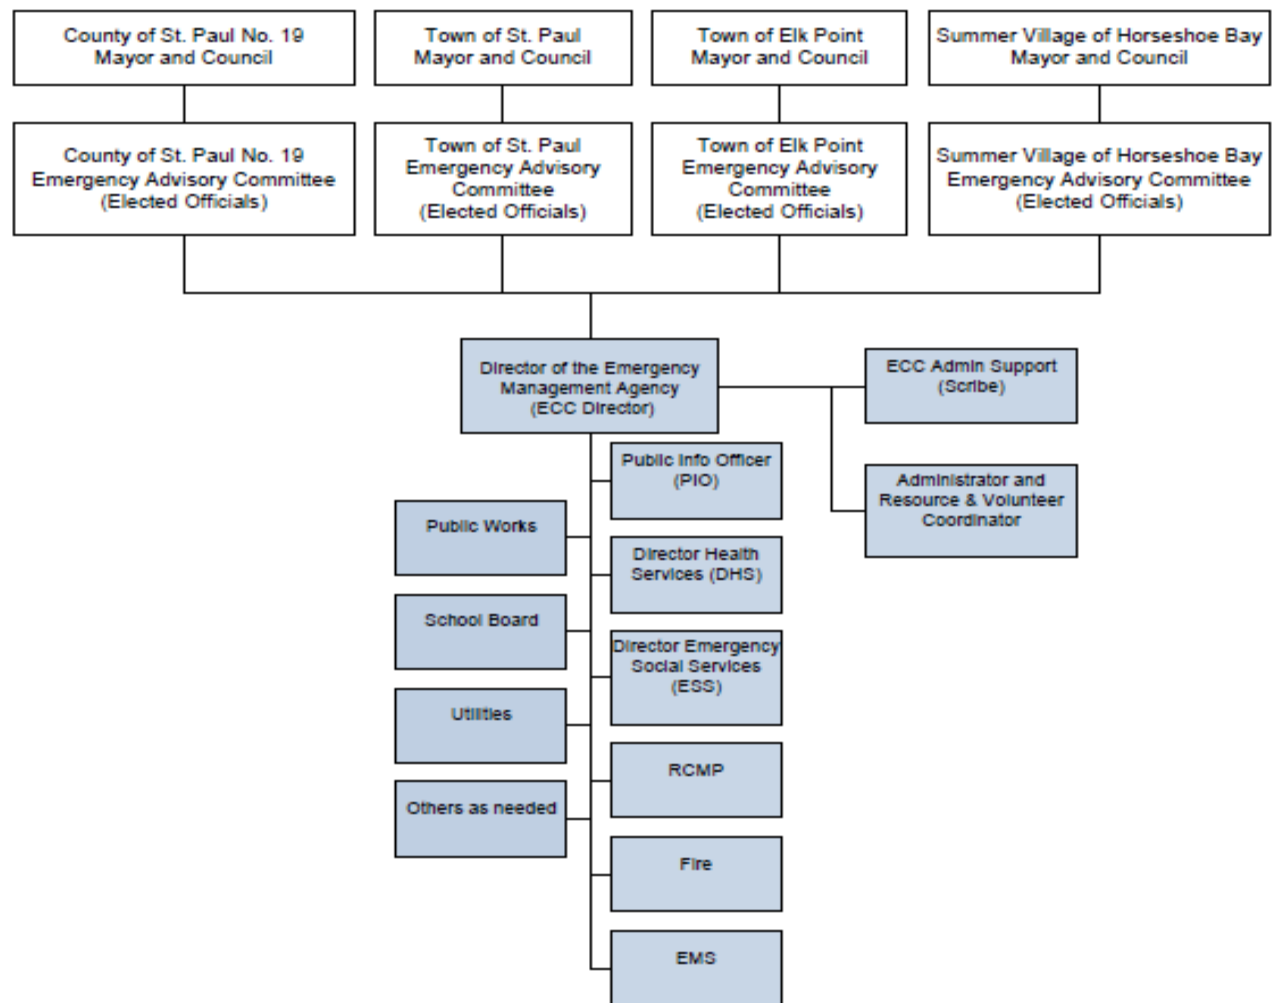 County of St. Paul No. 19
Mayor and Council
Town of St. Paul
Mayor and Council
Town of Elk Point
Mayor and Council
Summer Village of Horseshoe Bay
Mayor and Council
County of St. Paul No. 19
Emergency Advisory Committee
(Elected Officials)
Town of St. Paul
Emergency Advisory
Committee
(Elected Officials)
Town of Elk Point
Emergency Advisory
Committee
(Elected Officials)
Summer Village of Horseshoe Bay
Emergency Advisory Committee
(Elected Officials)
Director of the Emergency
Management Agency
(ECC Director)
ECC Admin Support
(Scribe)
Administrator and
Resource & Volunteer
Coordinator
Public Info Officer
(PIO)
Public Works
Director Health
Services (DHS)
School Board
Director Emergency
Social Services
(ESS)
Utilities
RCMP
Others as needed
Fire
EMS